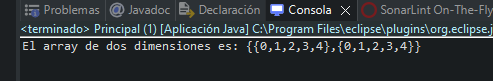 Problemas @ Javadoc Declaración Consola × SonarLint On-The-Fly
<terminado> Principal (1) [Aplicación Java] C:\Program Files\eclipse\plugins\org.eclipse.j
El array de dos dimensiones es: {{0,1,2,3,4},{0,1,2,3,4}}